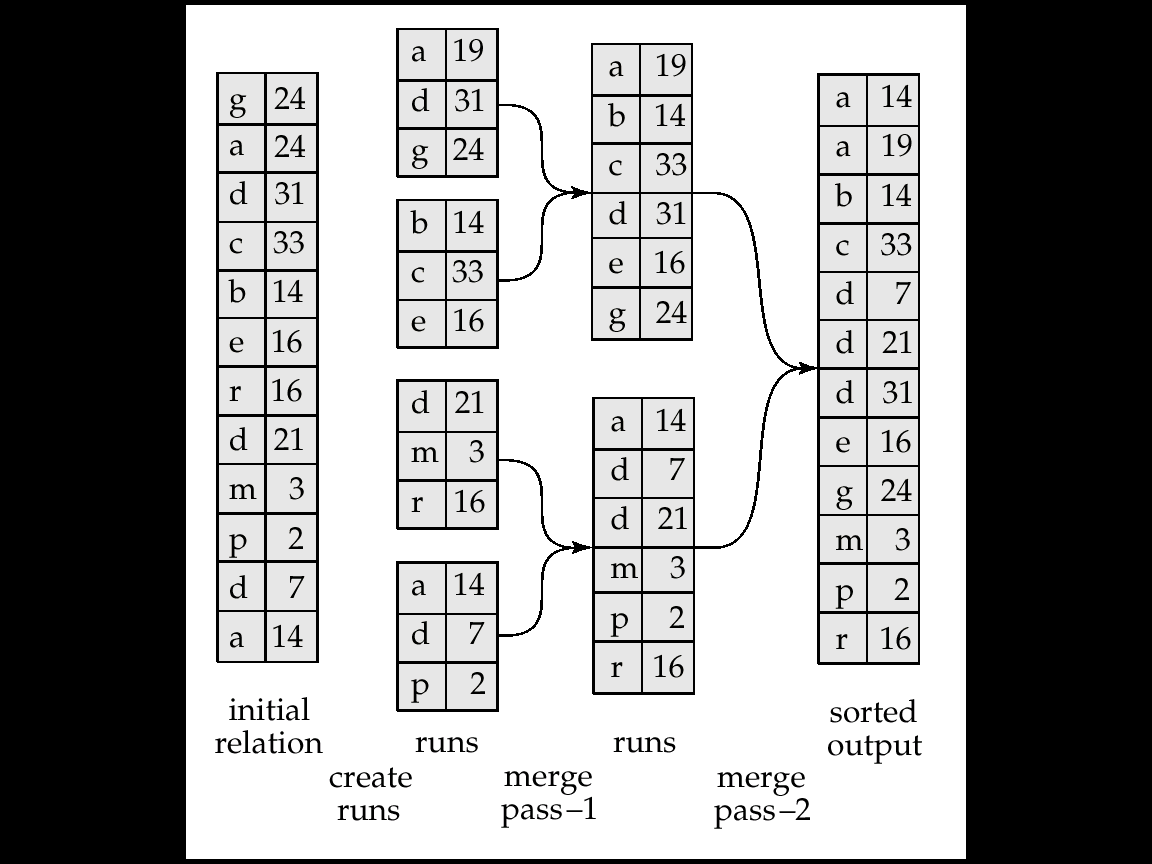 g 24
a 24
d 31
c 33
b 14
e 16
r 16
d 21
m 3
p 2
d 7
a 14
initial
relation
create
runs
a 19
d 31
g 24
b 14
c 33
e 16
d 21
m 3
r 16
a 14
d 7
p 2
runs
merge
pass–1
a 19
b 14
c 33
d 31
e 16
g 24
a 14
d 7
d 21
m 3
p 2
r 16
runs
merge
pass–2
a 14
a 19
b 14
c 33
d 7
d 21
d 31
e 16
g 24
m 3
p 2
r 16
sorted
output